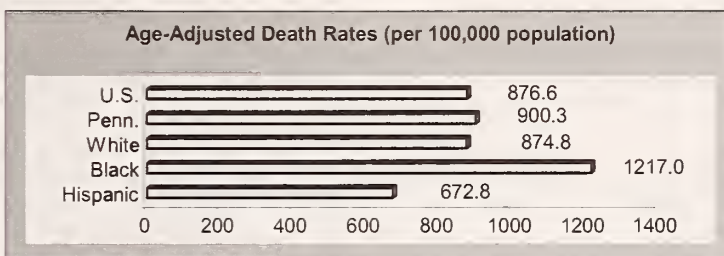 Age-Adjusted Death Rates (per 100,000 population)
U.S. 876.6
Penn. 900.3
White 874.8
Black 1217.0
Hispanic 672.8
0 200 400 600 800 1000 1200 1400